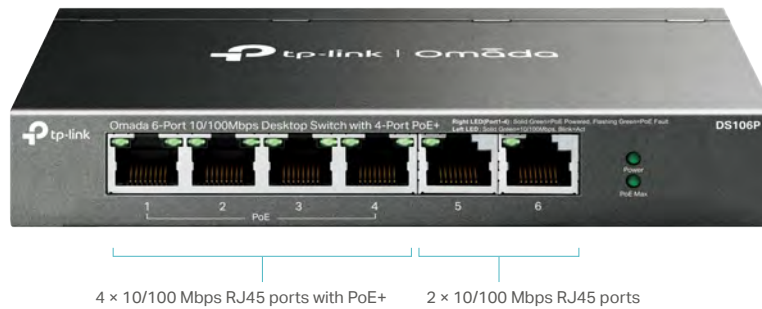 tp-link | Omāda
tp-link
Omada 6-Port 10/100Mbps Desktop Switch with 4-Port PoE+
Right LED(Port1-4): Solid Green=PoE Powered, Flashing Green=PoE Fault
Left LED: Solid Green=10/100Mbps, Blink=Act
DS106P
Power
PoE Max
1 2 3 4 5 6
PoE
4 × 10/100 Mbps RJ45 ports with PoE+ 2 × 10/100 Mbps RJ45 ports